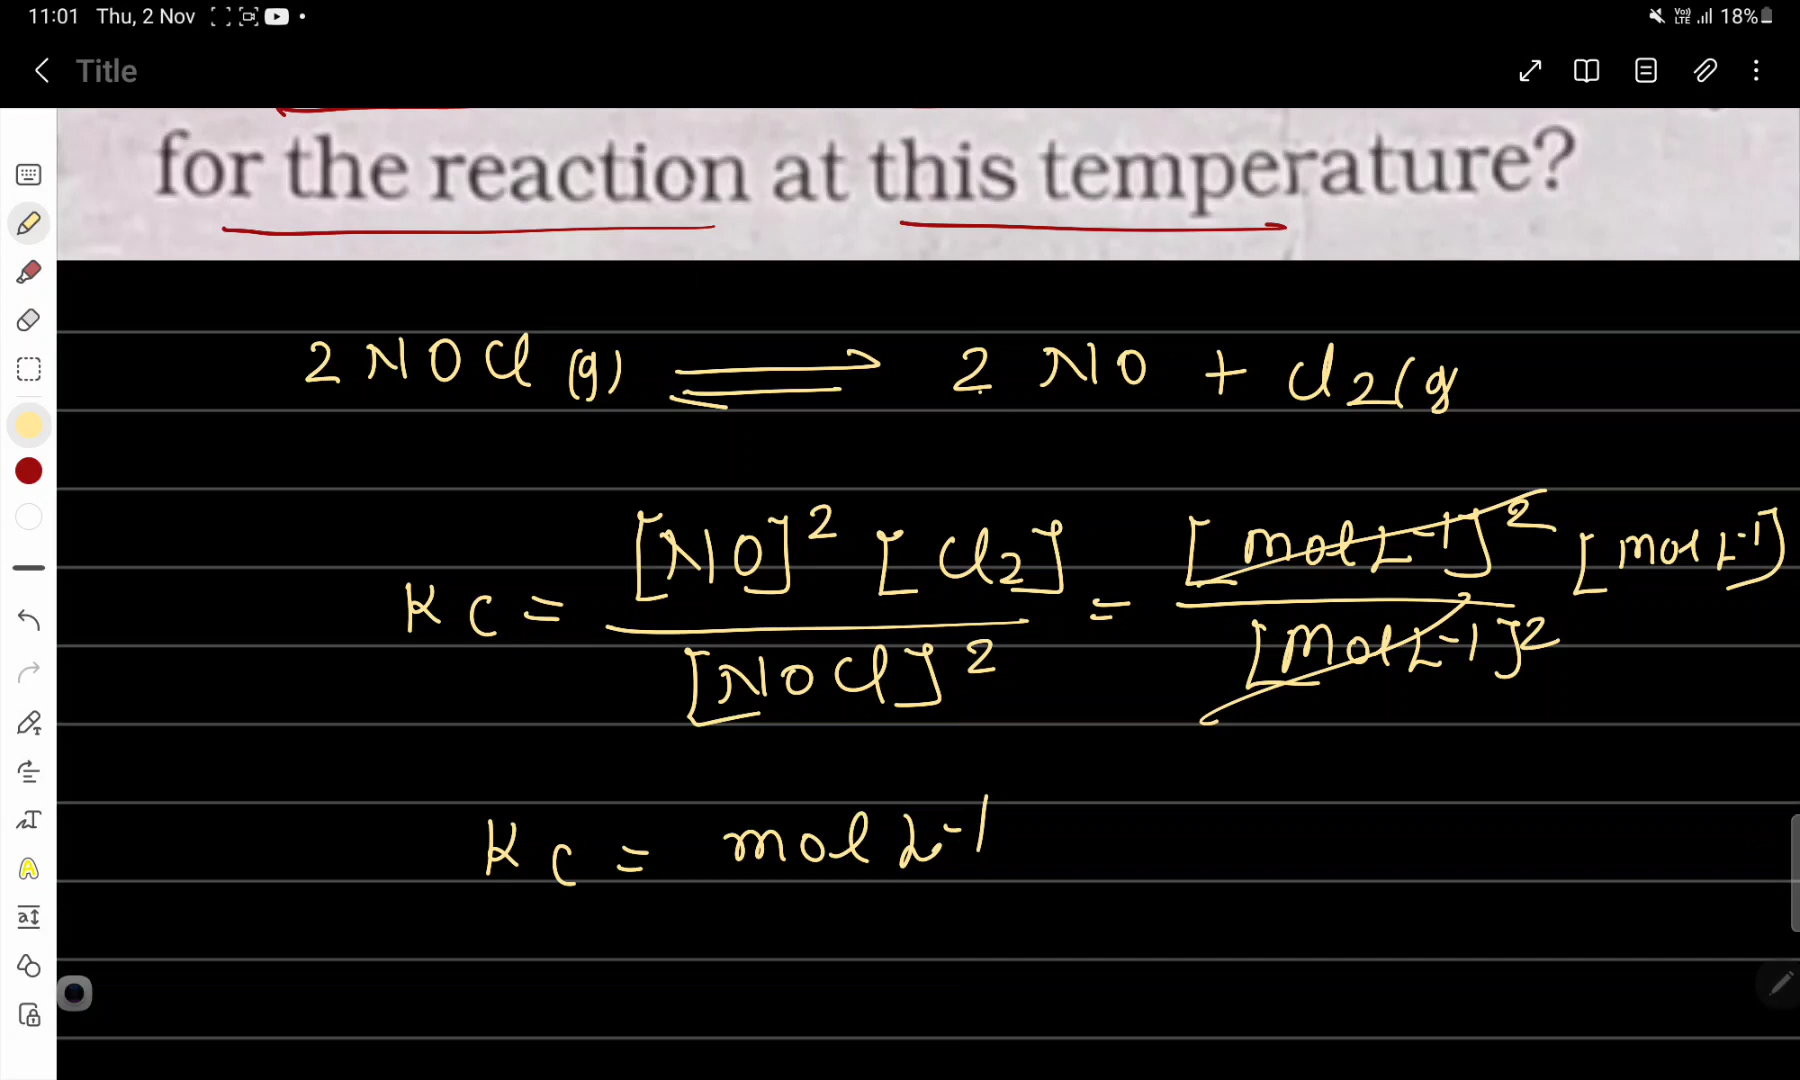 11:01 Thu, 2 Nov 18%
Title
for the reaction at this temperature?
2 NOCl (g) ⇌ 2 NO + Cl2(g
Kc = [NO]² [Cl2] / [NOCl]² = [mol L-1]² [mol L-1] / [mol L-1]²
Kc = mol L-1